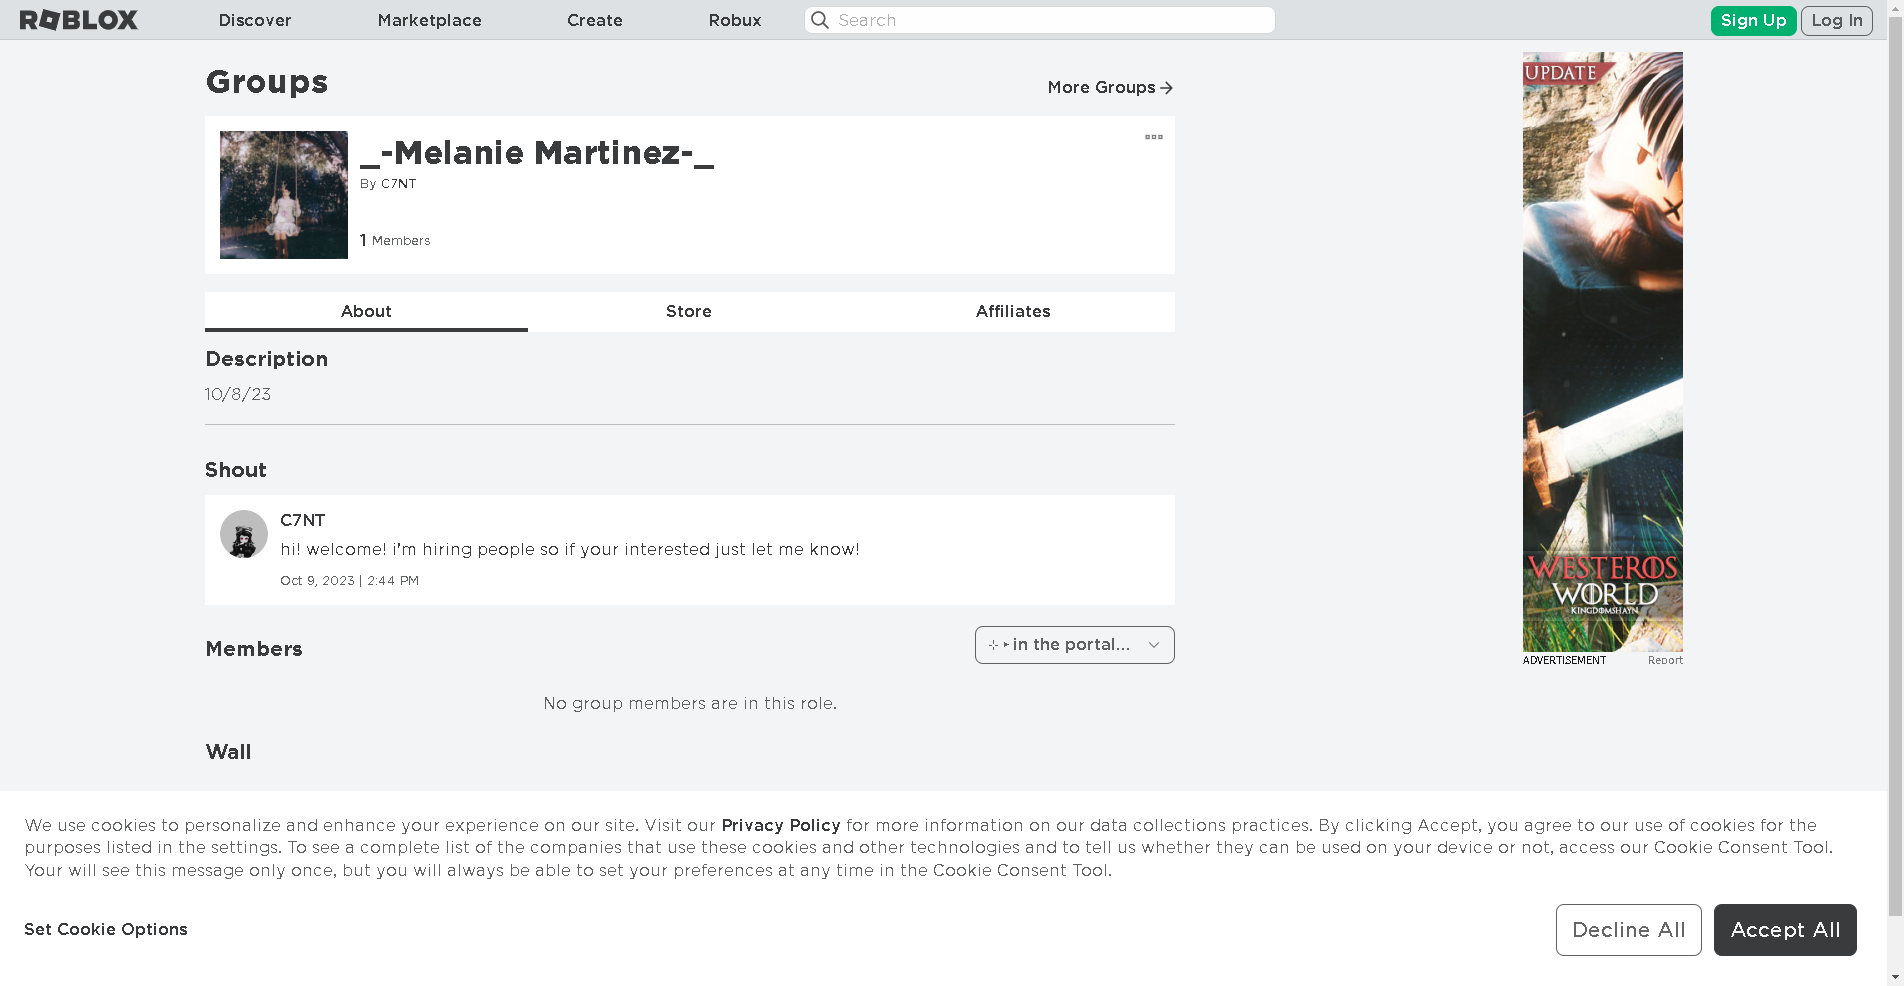 ROBLOX
Discover
Marketplace
Create
Robux
Search
Sign Up
Log In
Groups
More Groups
_-Melanie Martinez-_
By C7NT
1 Members
About
Store
Affiliates
Description
10/8/23
Shout
C7NT
hi! welcome! i'm hiring people so if your interested just let me know!
Oct 9, 2023 | 2:44 PM
Members
⊹ ‣ in the portal...
No group members are in this role.
Wall
UPDATE
WESTEROS
WORLD
KINGDOMSHAYN
ADVERTISEMENT
Report
We use cookies to personalize and enhance your experience on our site. Visit our Privacy Policy for more information on our data collections practices. By clicking Accept, you agree to our use of cookies for the
purposes listed in the settings. To see a complete list of the companies that use these cookies and other technologies and to tell us whether they can be used on your device or not, access our Cookie Consent Tool.
Your will see this message only once, but you will always be able to set your preferences at any time in the Cookie Consent Tool.
Set Cookie Options
Decline All
Accept All